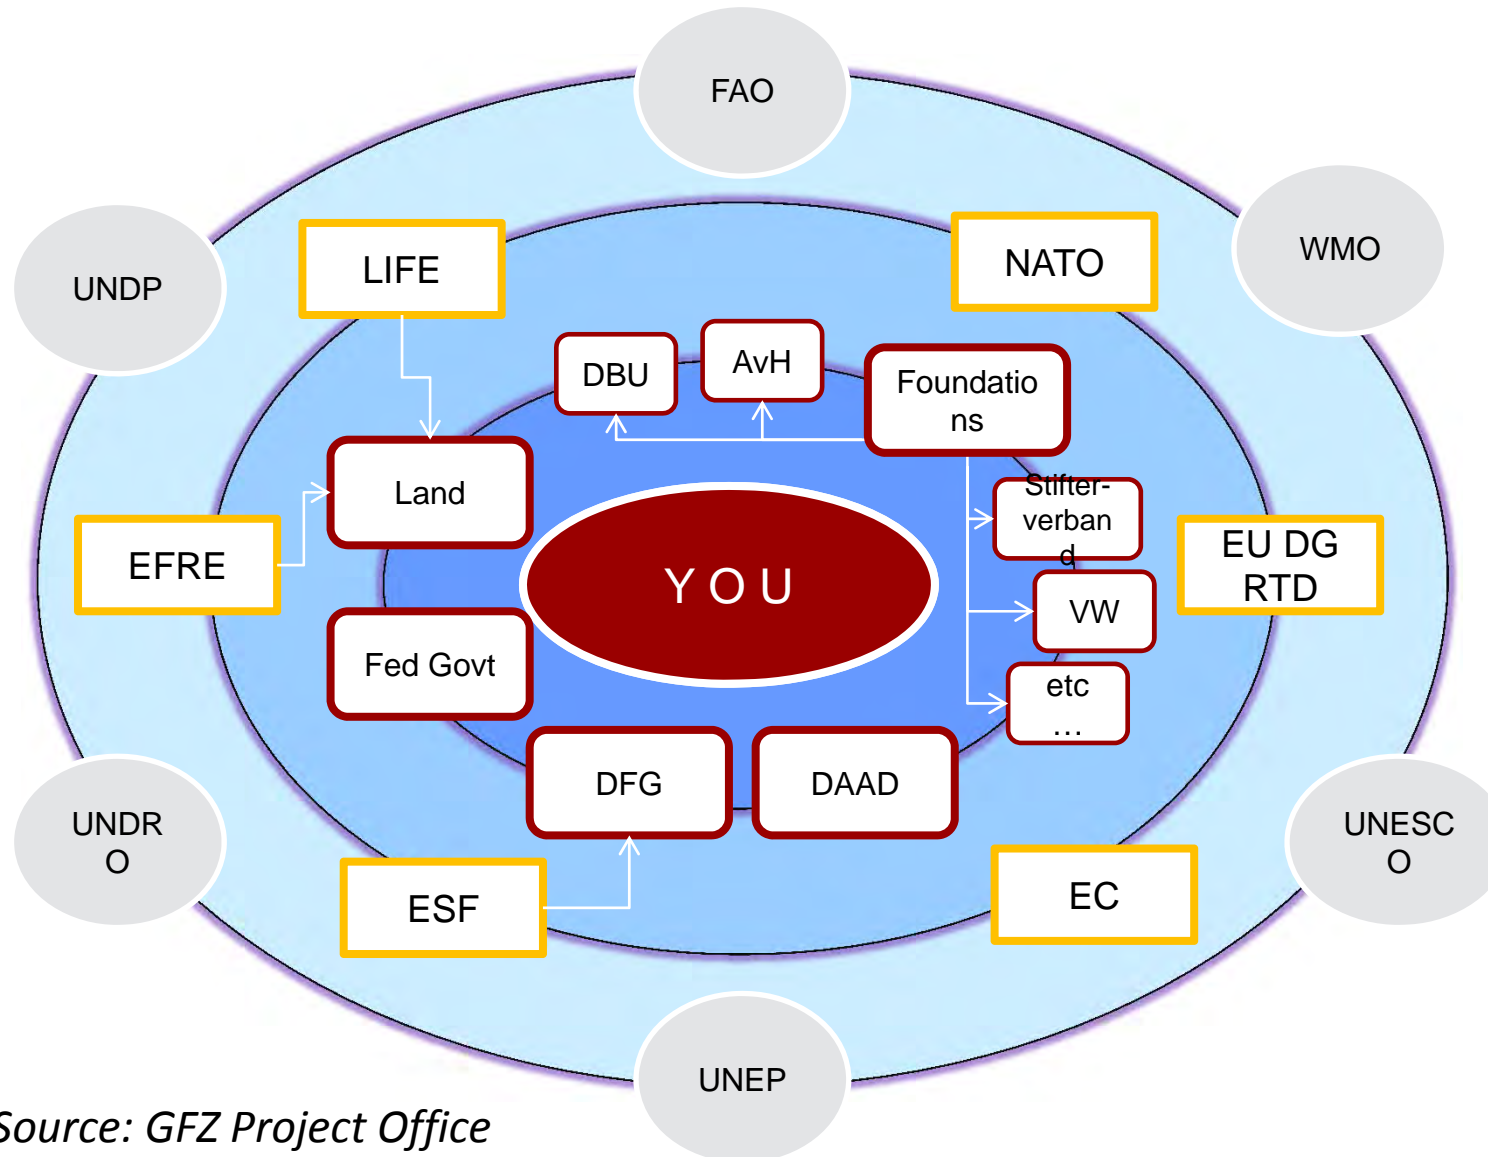 FAO
WMO
UNDP
LIFE
NATO
DBU
AvH
Foundatio
ns
Land
Stifter-
verban
d
EFRE
EU DG
RTD
Y O U
VW
Fed Govt
etc
…
DFG
DAAD
UNDR
O
UNESC
O
ESF
EC
UNEP
Source: GFZ Project Office